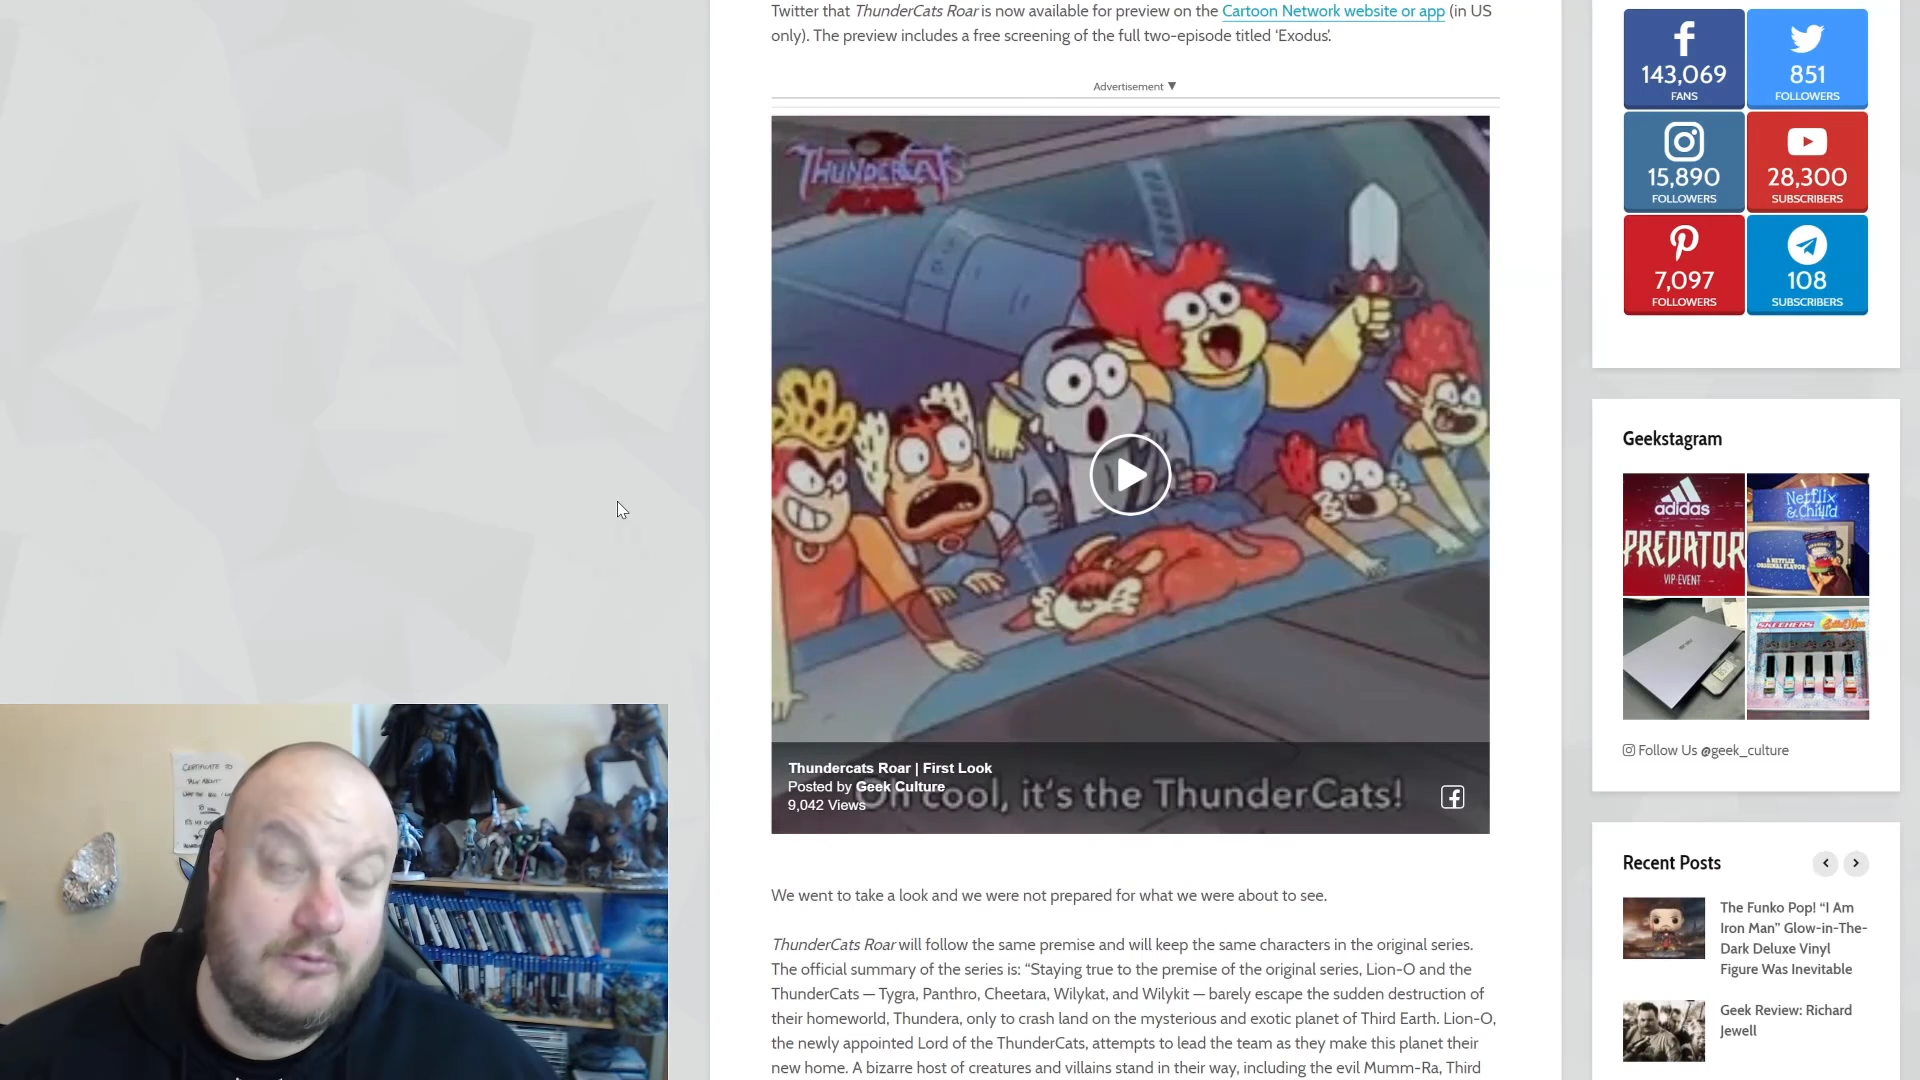 Twitter that ThunderCats Roar is now available for preview on the Cartoon Network website or app (in US
only). The preview includes a free screening of the full two-episode titled ‘Exodus’.
Advertisement ▼
THUNDERCATS
ROAR
Thundercats Roar | First Look
Posted by Geek Culture
9,042 Views
Oh cool, it's the ThunderCats!
We went to take a look and we were not prepared for what we were about to see.
ThunderCats Roar will follow the same premise and will keep the same characters in the original series.
The official summary of the series is: “Staying true to the premise of the original series, Lion-O and the
ThunderCats — Tygra, Panthro, Cheetara, Wilykat, and Wilykit — barely escape the sudden destruction of
their homeworld, Thundera, only to crash land on the mysterious and exotic planet of Third Earth. Lion-O,
the newly appointed Lord of the ThunderCats, attempts to lead the team as they make this planet their
new home. A bizarre host of creatures and villains stand in their way, including the evil Mumm-Ra, Third
143,069
FANS
851
FOLLOWERS
15,890
FOLLOWERS
28,300
SUBSCRIBERS
7,097
FOLLOWERS
108
SUBSCRIBERS
Geekstagram
adidas
PREDATOR
VIP EVENT
Netflix
& Chilll'd
A NETFLIX
ORIGINAL FLAVOR
SKECHERS
Follow Us @geek_culture
Recent Posts
The Funko Pop! “I Am
Iron Man” Glow-in-The-
Dark Deluxe Vinyl
Figure Was Inevitable
Geek Review: Richard
Jewell
CERTIFICATE TO